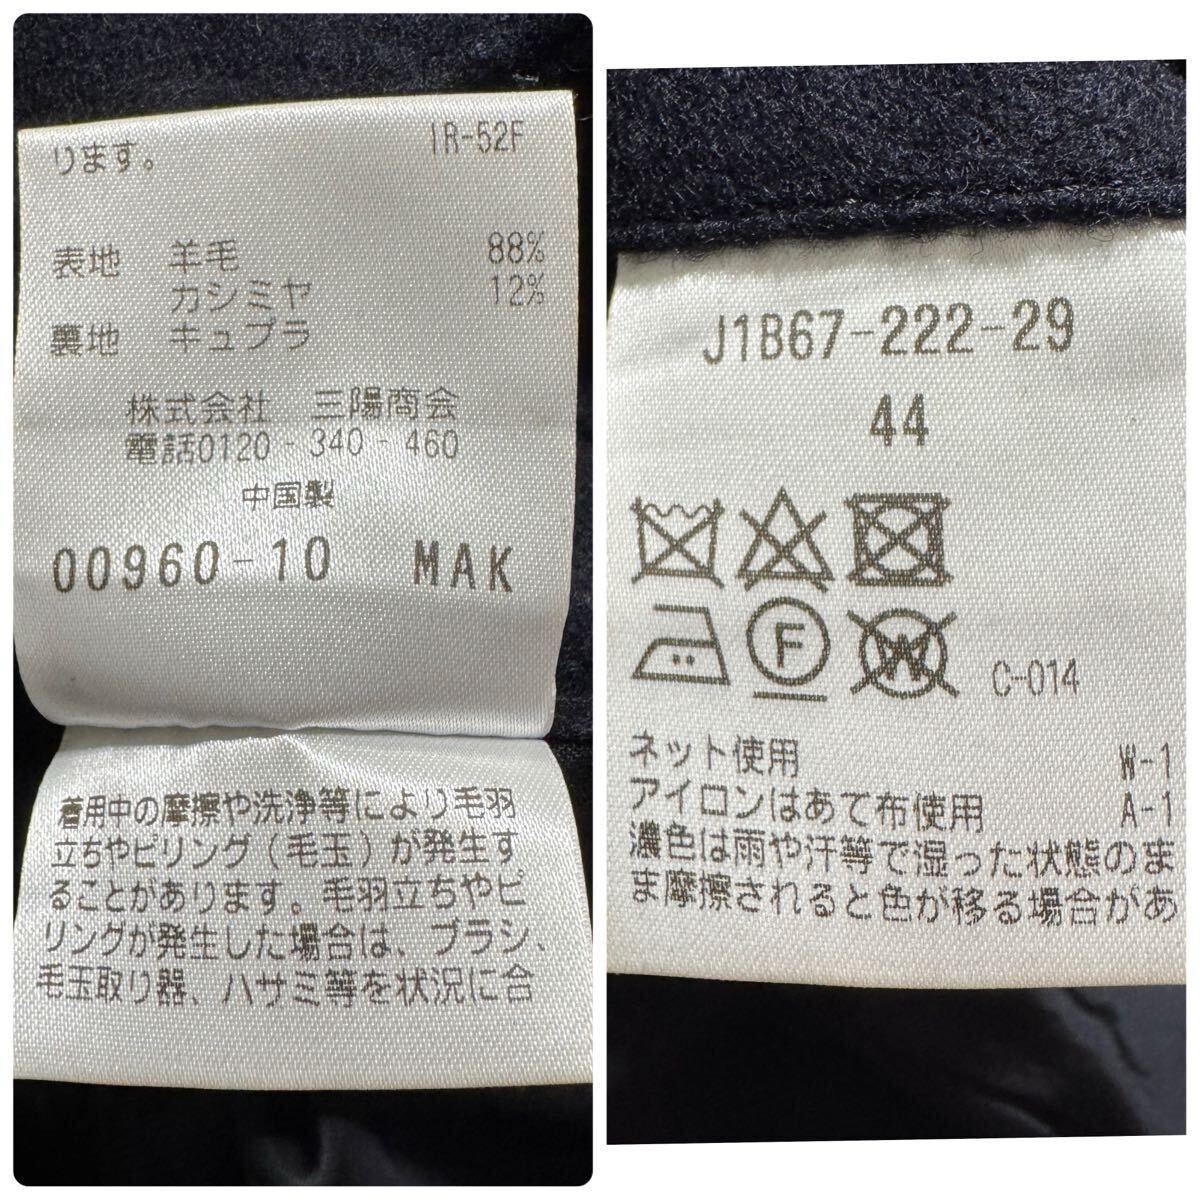 ります。 IR-52F
表地 羊毛 88%
カシミヤ 12%
裏地 キュプラ
株式会社 三陽商会
電話0120-340-460
中国製
00960-10 MAK
着用中の摩擦や洗浄等により毛羽
立ちやピリング(毛玉)が発生す
ることがあります。毛羽立ちやピ
リングが発生した場合は、ブラシ、
毛玉取り器、ハサミ等を状況に合
J1B67-222-29
44
F
W
C-014
ネット使用 W-1
アイロンはあて布使用 A-1
濃色は雨や汗等で湿った状態のま
ま摩擦されると色が移る場合があ